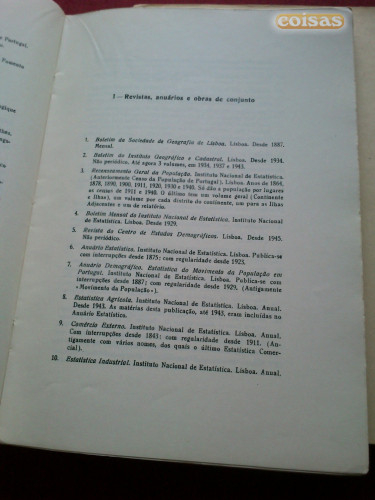 coisas
e Portugal.
Fomento
ógique
I — Revistas, anuários e obras de conjunto
1. Boletim da Sociedade de Geografia de Lisboa. Lisboa. Desde 1887.
Mensal.
2. Boletim do Instituto Geográfico e Cadastral. Lisboa. Desde 1934.
Não periódico. Até agora 3 volumes, em 1934, 1937 e 1943.
3. Recenseamento Geral da População. Instituto Nacional de Estatística.
(Anteriormente Censo da População de Portugal). Lisboa. Anos de 1864,
1878, 1890, 1900, 1911, 1920, 1930 e 1940. Só dão a população por lugares
os censos de 1911 e 1940. O último tem um volume geral (Continente
e Ilhas), um volume por cada distrito do continente, um para as Ilhas
Adjacentes e um de relatório.
4. Boletim Mensal do Instituto Nacional de Estatística. Instituto Nacional
de Estatística. Lisboa. Desde 1929.
5. Revista do Centro de Estudos Demográficos. Lisboa. Desde 1945.
Não periódico.
6. Anuário Estatístico. Instituto Nacional de Estatística. Lisboa. Publica-se
com interrupções desde 1875; com regularidade desde 1923.
7. Anuário Demográfico. Estatística do Movimento da População em
Portugal. Instituto Nacional de Estatística. Lisboa. Publica-se com
interrupções desde 1887; com regularidade desde 1929. (Antigamente
«Movimento da População»).
8. Estatística Agrícola. Instituto Nacional de Estatística. Lisboa. Anual.
Desde 1943. As matérias desta publicação, até 1943, eram incluídas no
Anuário Estatístico.
9. Comércio Externo. Instituto Nacional de Estatística. Lisboa. Anual.
Com interrupções desde 1843; com regularidade desde 1911. (An-
tigamente com vários nomes, dos quais o último Estatística Comer-
cial).
10. Estatística Industrial. Instituto Nacional de Estatística. Lisboa. Anual.